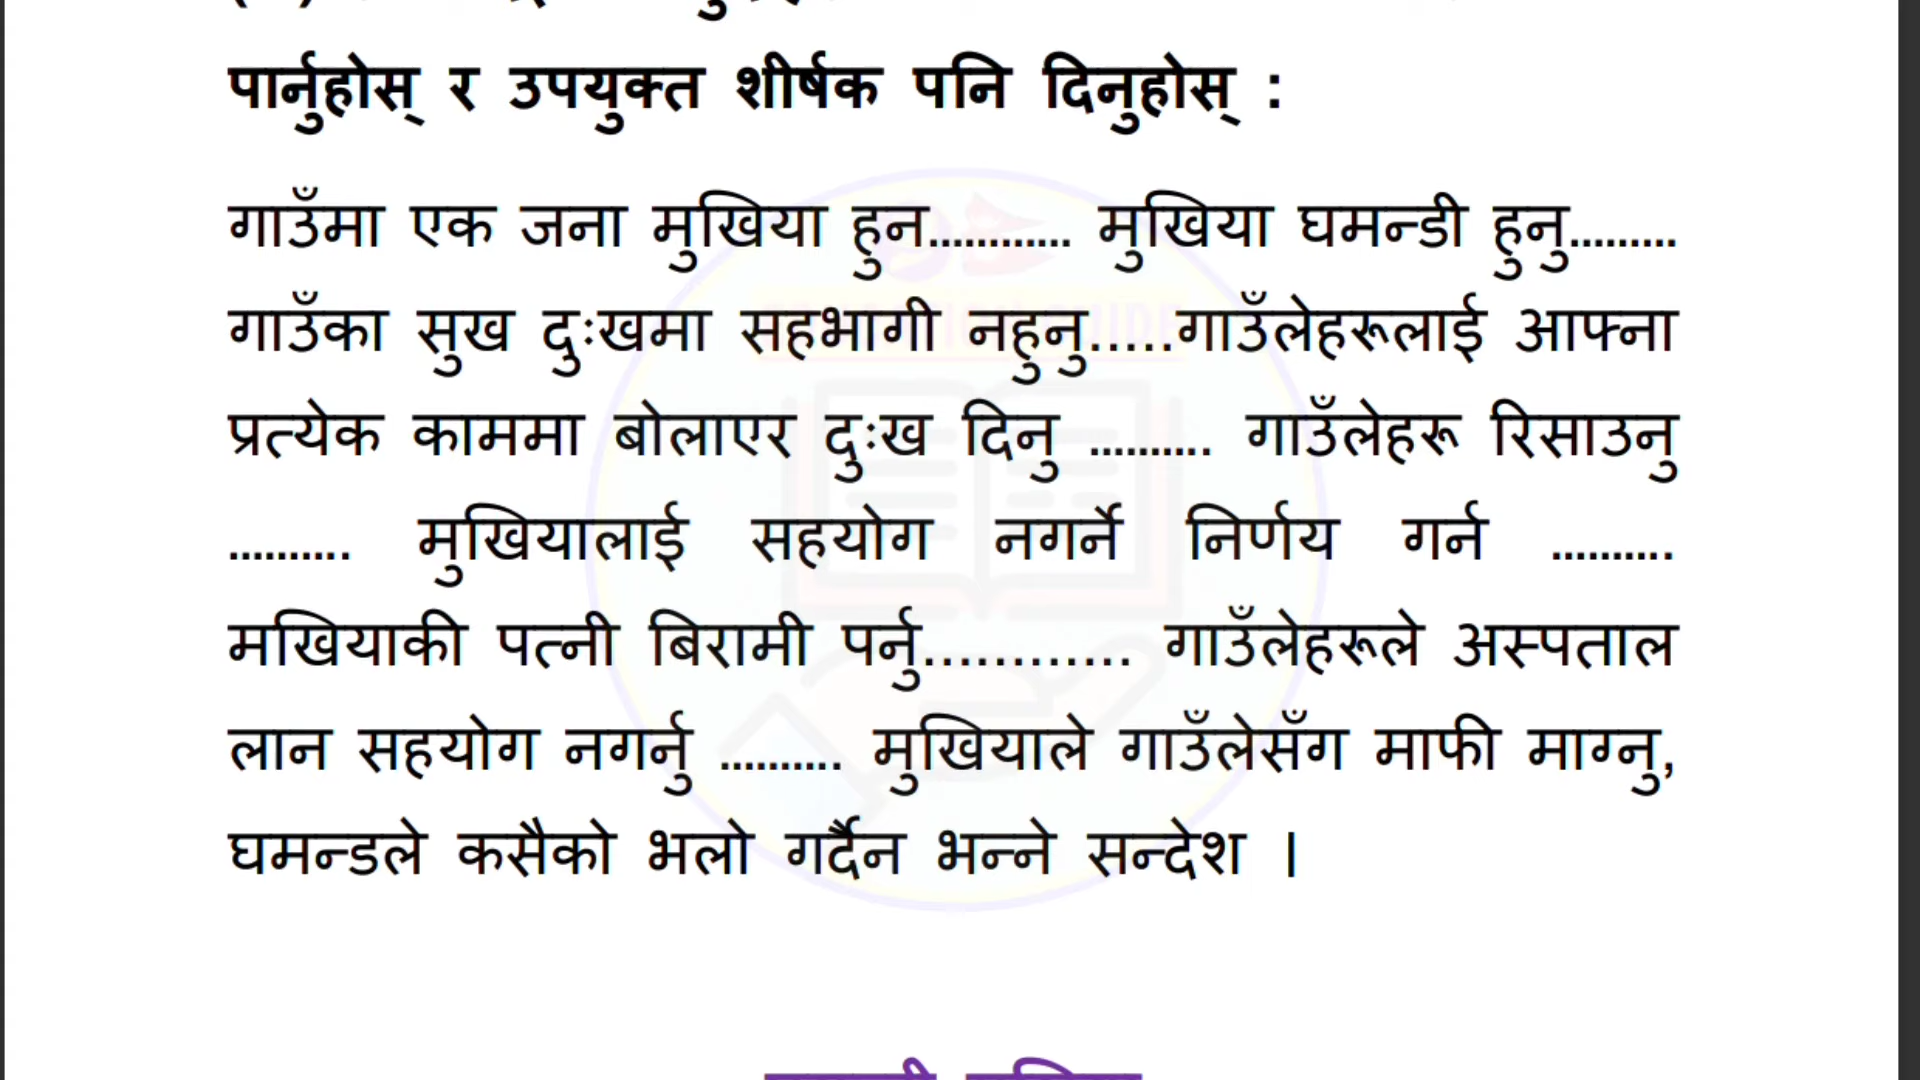 पार्नुहोस् र उपयुक्त शीर्षक पनि दिनुहोस् :
गाउँमा एक जना मुखिया हुन............ मुखिया घमन्डी हुनु.........
गाउँका सुख दुःखमा सहभागी नहुनु.....गाउँलेहरूलाई आफ्ना
प्रत्येक काममा बोलाएर दुःख दिनु .......... गाउँलेहरू रिसाउनु
.......... मुखियालाई सहयोग नगर्ने निर्णय गर्न ..........
मखियाकी पत्नी बिरामी पर्नु............ गाउँलेहरूले अस्पताल
लान सहयोग नगर्नु .......... मुखियाले गाउँलेसँग माफी माग्नु,
घमन्डले कसैको भलो गर्दैन भन्ने सन्देश ।